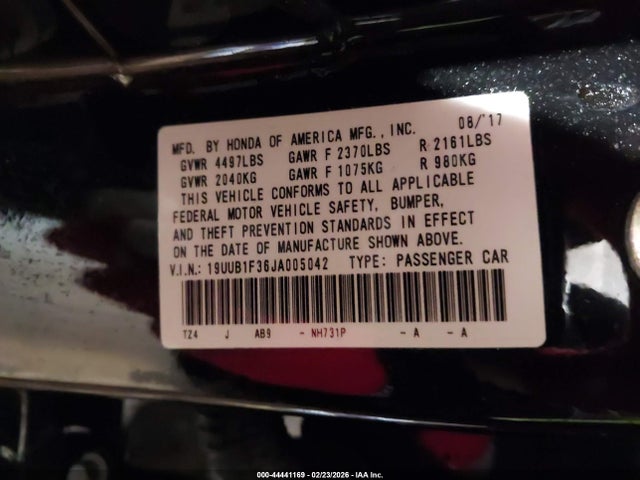 MFD. BY HONDA OF AMERICA MFG., INC. 08/'17
GVWR 4497LBS GAWR F 2370LBS R 2161LBS
GVWR 2040KG GAWR F 1075KG R 980KG
THIS VEHICLE CONFORMS TO ALL APPLICABLE
FEDERAL MOTOR VEHICLE SAFETY, BUMPER,
AND THEFT PREVENTION STANDARDS IN EFFECT
ON THE DATE OF MANUFACTURE SHOWN ABOVE.
V.I.N.: 19UUB1F36JA005042 TYPE: PASSENGER CAR
TZ4 J AB9 - NH731P - A - A
000-44441169 - 02/23/2026 - IAA Inc.